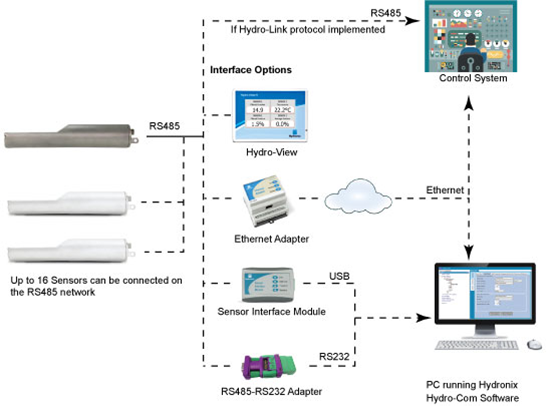 RS485
If Hydro-Link protocol implemented
Control System
Interface Options
RS485
14.9
22.2°C
1.5%
0.0%
Hydro-View
Ethernet
Ethernet Adapter
Up to 16 Sensors can be connected on
the RS485 network
USB
Sensor Interface Module
RS232
RS485-RS232 Adapter
PC running Hydronix
Hydro-Com Software